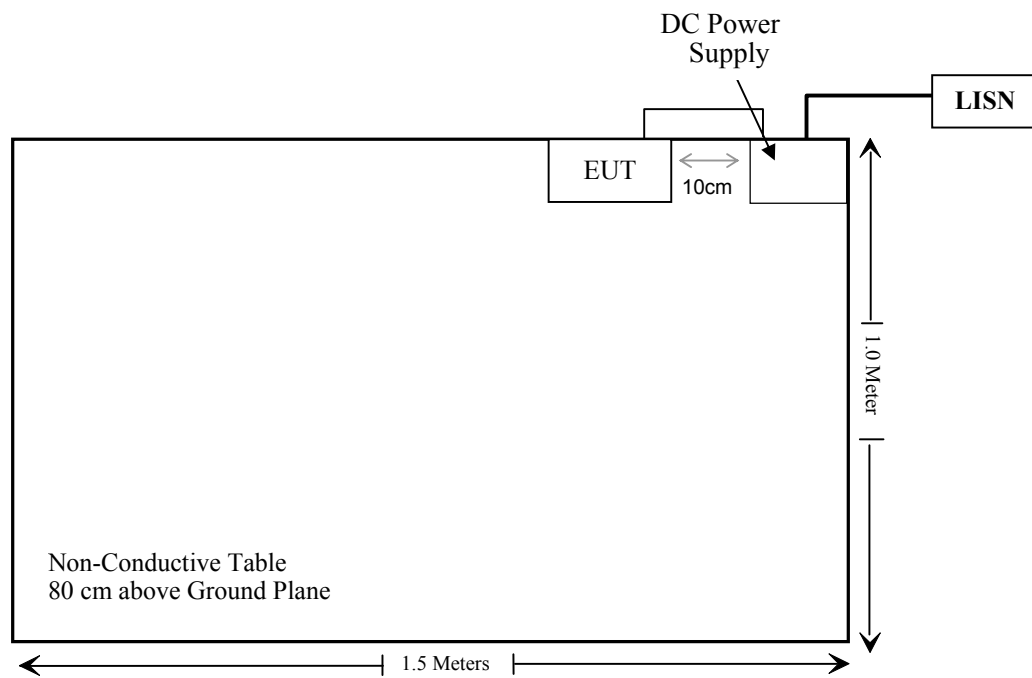 DC Power
Supply
LISN
EUT
10cm
1.0 Meter
Non-Conductive Table
80 cm above Ground Plane
1.5 Meters